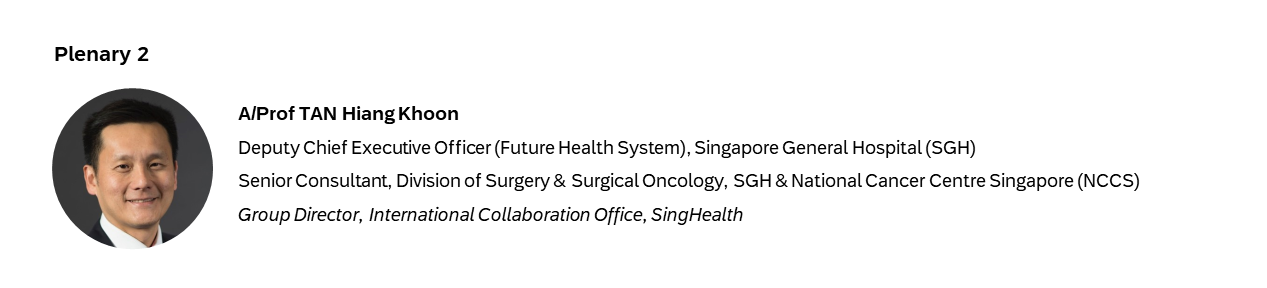 Plenary 2
A/Prof TAN Hiang Khoon
Deputy Chief Executive Officer (Future Health System), Singapore General Hospital (SGH)
Senior Consultant, Division of Surgery & Surgical Oncology, SGH & National Cancer Centre Singapore (NCCS)
Group Director, International Collaboration Office, SingHealth